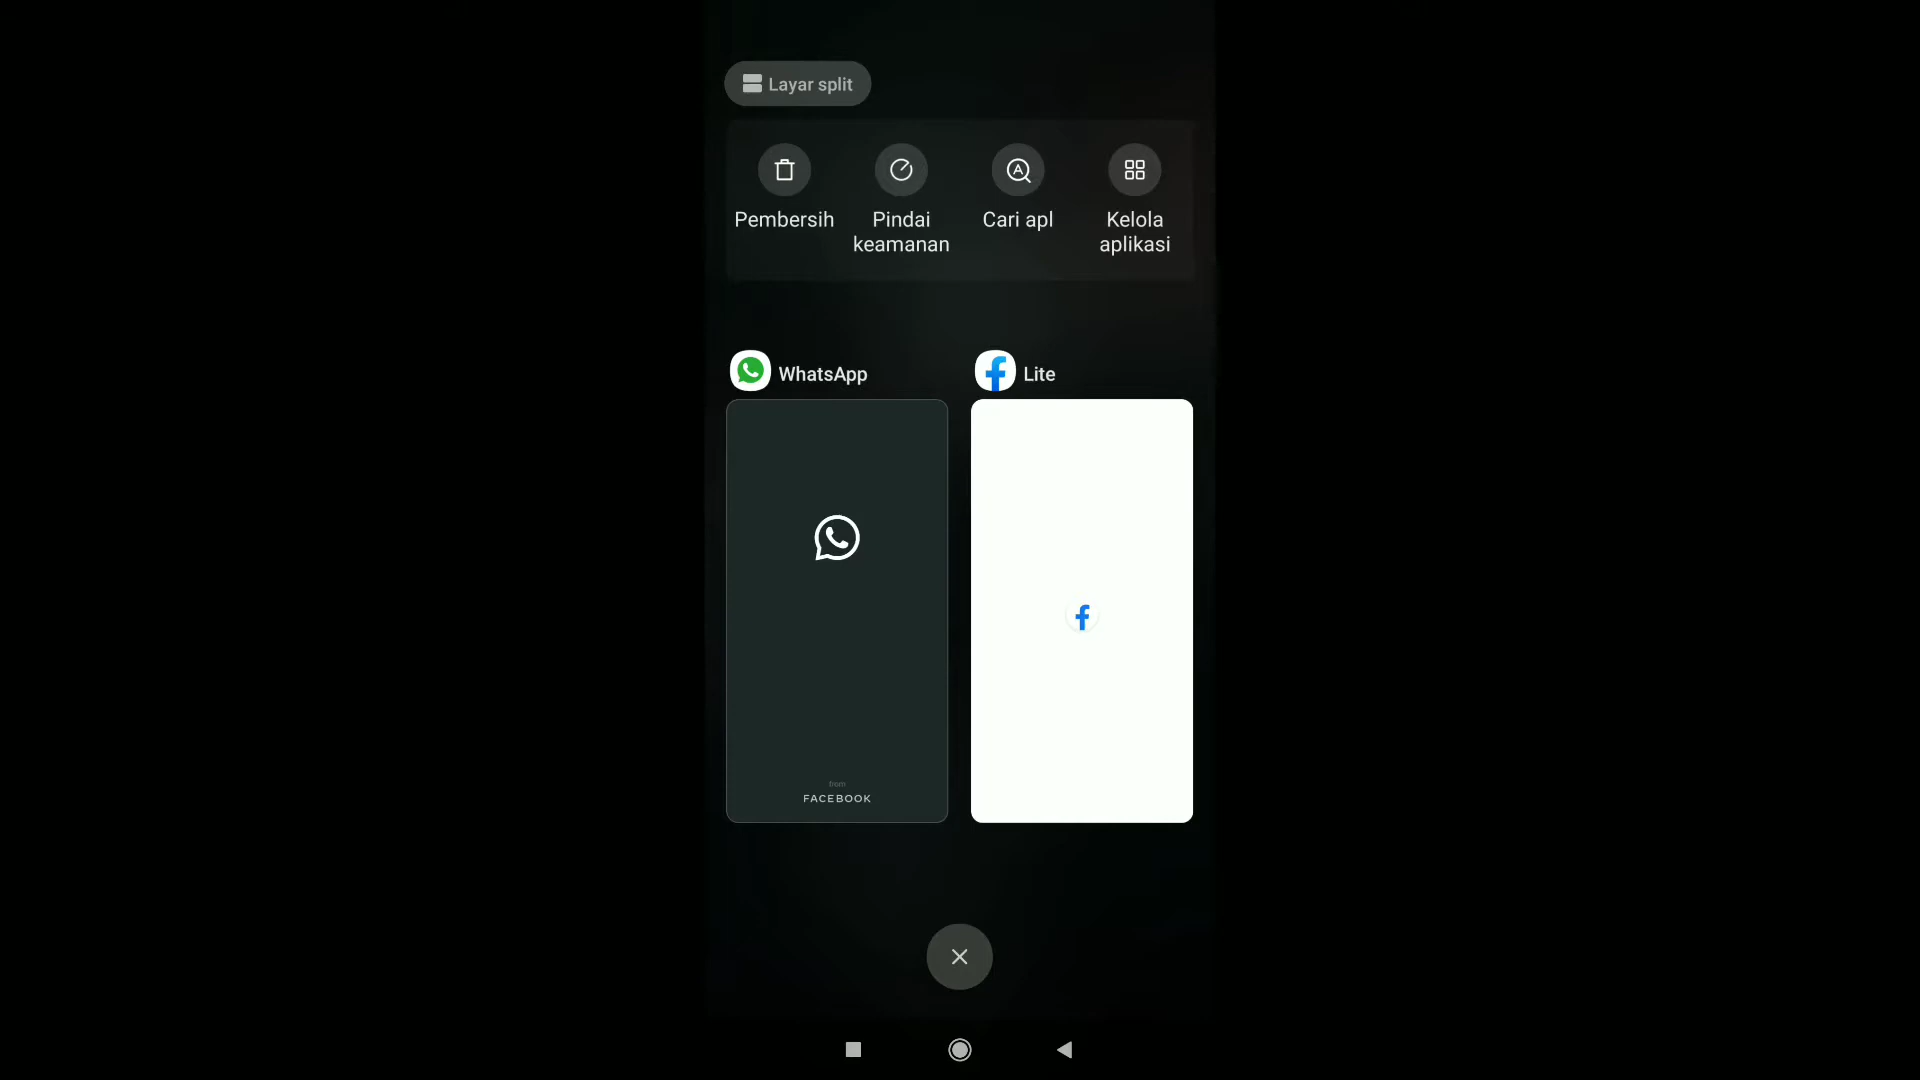 Layar split
Pembersih
Pindai
keamanan
Cari apl
Kelola
aplikasi
WhatsApp
Lite
from
FACEBOOK